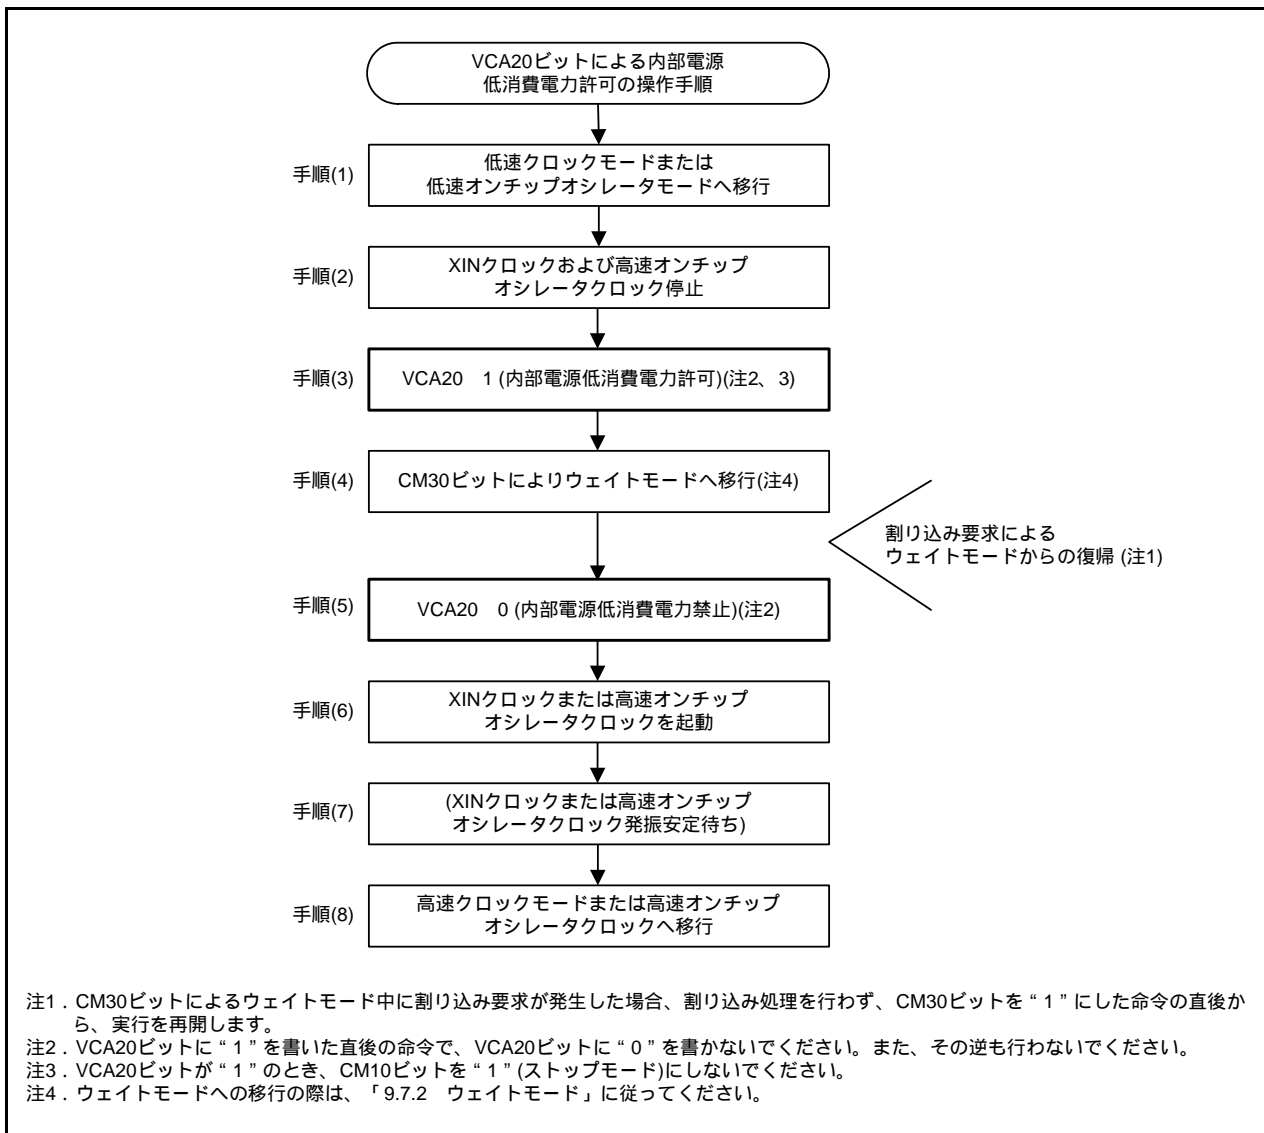 VCA20ビットによる内部電源
低消費電力許可の操作手順
手順(1)
低速クロックモードまたは
低速オンチップオシレータモードへ移行
手順(2)
XINクロックおよび高速オンチップ
オシレータクロック停止
手順(3)
VCA20 1 (内部電源低消費電力許可)(注2、3)
手順(4)
CM30ビットによりウェイトモードへ移行(注4)
割り込み要求による
ウェイトモードからの復帰 (注1)
手順(5)
VCA20 0 (内部電源低消費電力禁止)(注2)
手順(6)
XINクロックまたは高速オンチップ
オシレータクロックを起動
手順(7)
(XINクロックまたは高速オンチップ
オシレータクロック発振安定待ち)
手順(8)
高速クロックモードまたは高速オンチップ
オシレータクロックへ移行
注1．CM30ビットによるウェイトモード中に割り込み要求が発生した場合、割り込み処理を行わず、CM30ビットを“1”にした命令の直後か
ら、実行を再開します。
注2．VCA20ビットに“1”を書いた直後の命令で、VCA20ビットに“0”を書かないでください。また、その逆も行わないでください。
注3．VCA20ビットが“1”のとき、CM10ビットを“1”(ストップモード)にしないでください。
注4．ウェイトモードへの移行の際は、「9.7.2 ウェイトモード」に従ってください。